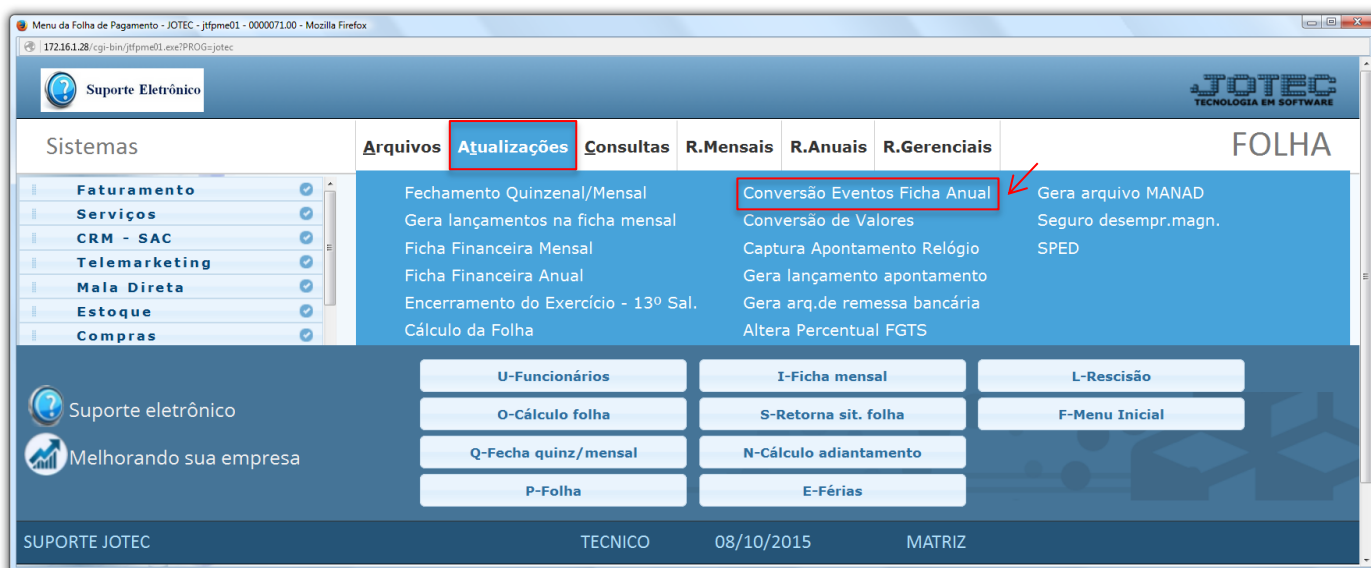 Menu da Folha de Pagamento - JOTEC - jtfpme01 - 0000071.00 - Mozilla Firefox
172.16.1.28/cgi-bin/jtfpme01.exe?PROG=jotec
Suporte Eletrônico
JOTEC
TECNOLOGIA EM SOFTWARE
Sistemas
Arquivos Atualizações Consultas R.Mensais R.Anuais R.Gerenciais
FOLHA
Faturamento
Serviços
CRM - SAC
Telemarketing
Mala Direta
Estoque
Compras
Fechamento Quinzenal/Mensal
Gera lançamentos na ficha mensal
Ficha Financeira Mensal
Ficha Financeira Anual
Encerramento do Exercício - 13º Sal.
Cálculo da Folha
Conversão Eventos Ficha Anual
Conversão de Valores
Captura Apontamento Relógio
Gera lançamento apontamento
Gera arq.de remessa bancária
Altera Percentual FGTS
Gera arquivo MANAD
Seguro desempr.magn.
SPED
Suporte eletrônico
Melhorando sua empresa
U-Funcionários I-Ficha mensal L-Rescisão
O-Cálculo folha S-Retorna sit. folha F-Menu Inicial
Q-Fecha quinz/mensal N-Cálculo adiantamento
P-Folha E-Férias
SUPORTE JOTEC TECNICO 08/10/2015 MATRIZ